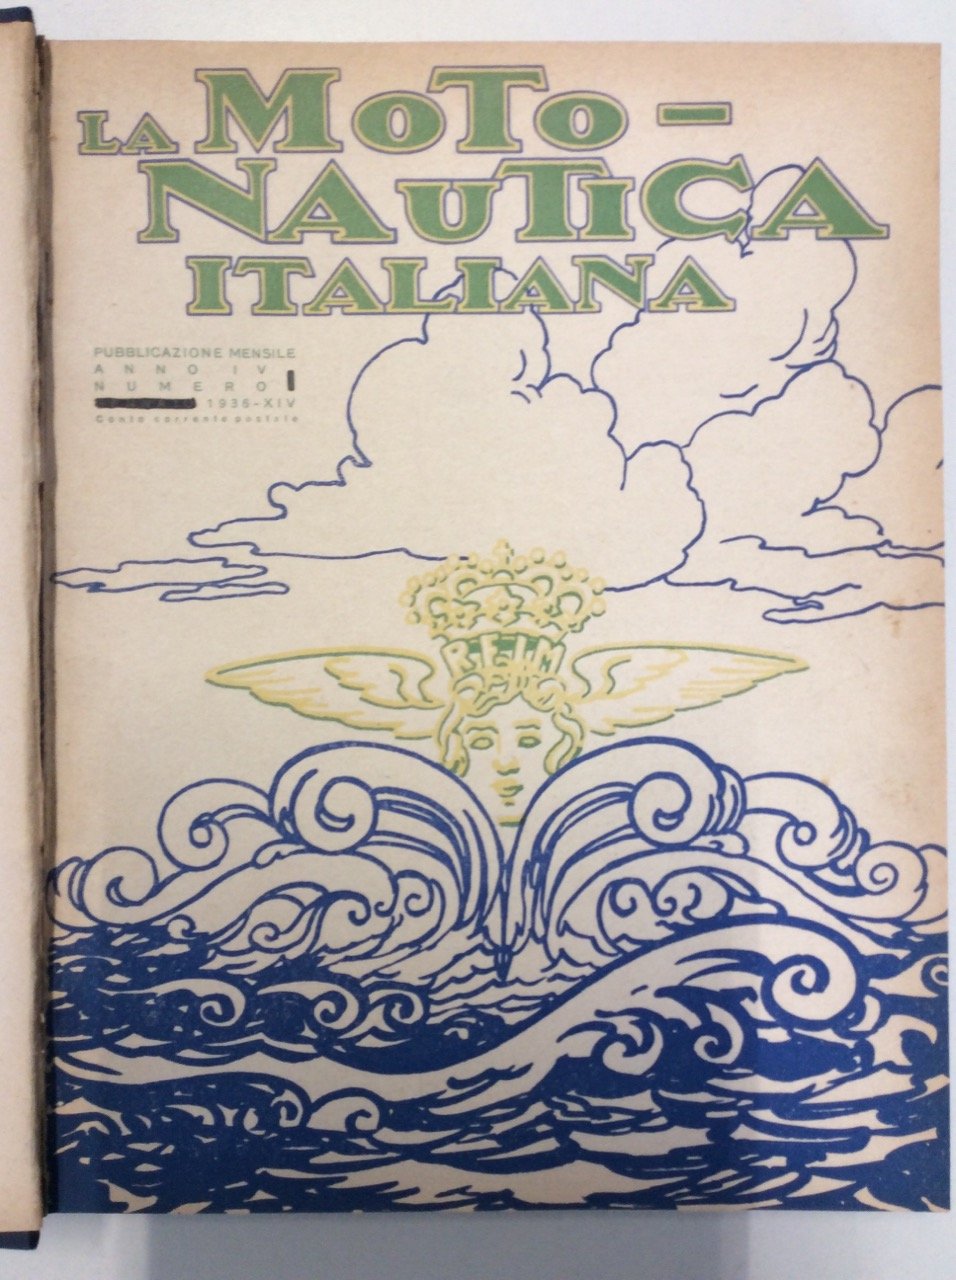 LA MOTO-
NAUTICA
ITALIANA
PUBBLICAZIONE MENSILE
ANNO IV
NUMERO I
1936-XIV
Conto corrente postale
R.F.I.M.